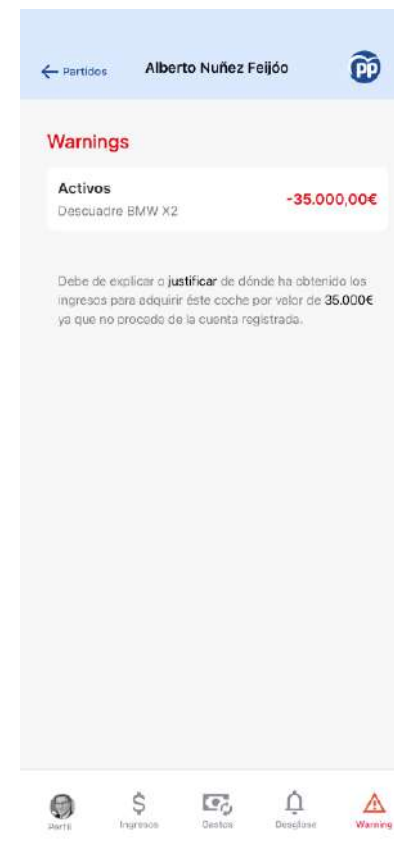 ← Partidos Alberto Nuñez Feijóo PP
Warnings
Activos
Descuadre BMW X2
-35.000,00€
Debe de explicar o justificar de dónde ha obtenido los
ingresos para adquirir éste coche por valor de 35.000€
ya que no procede de la cuenta registrada.
Perfil Ingresos Gastos Desglose Warning